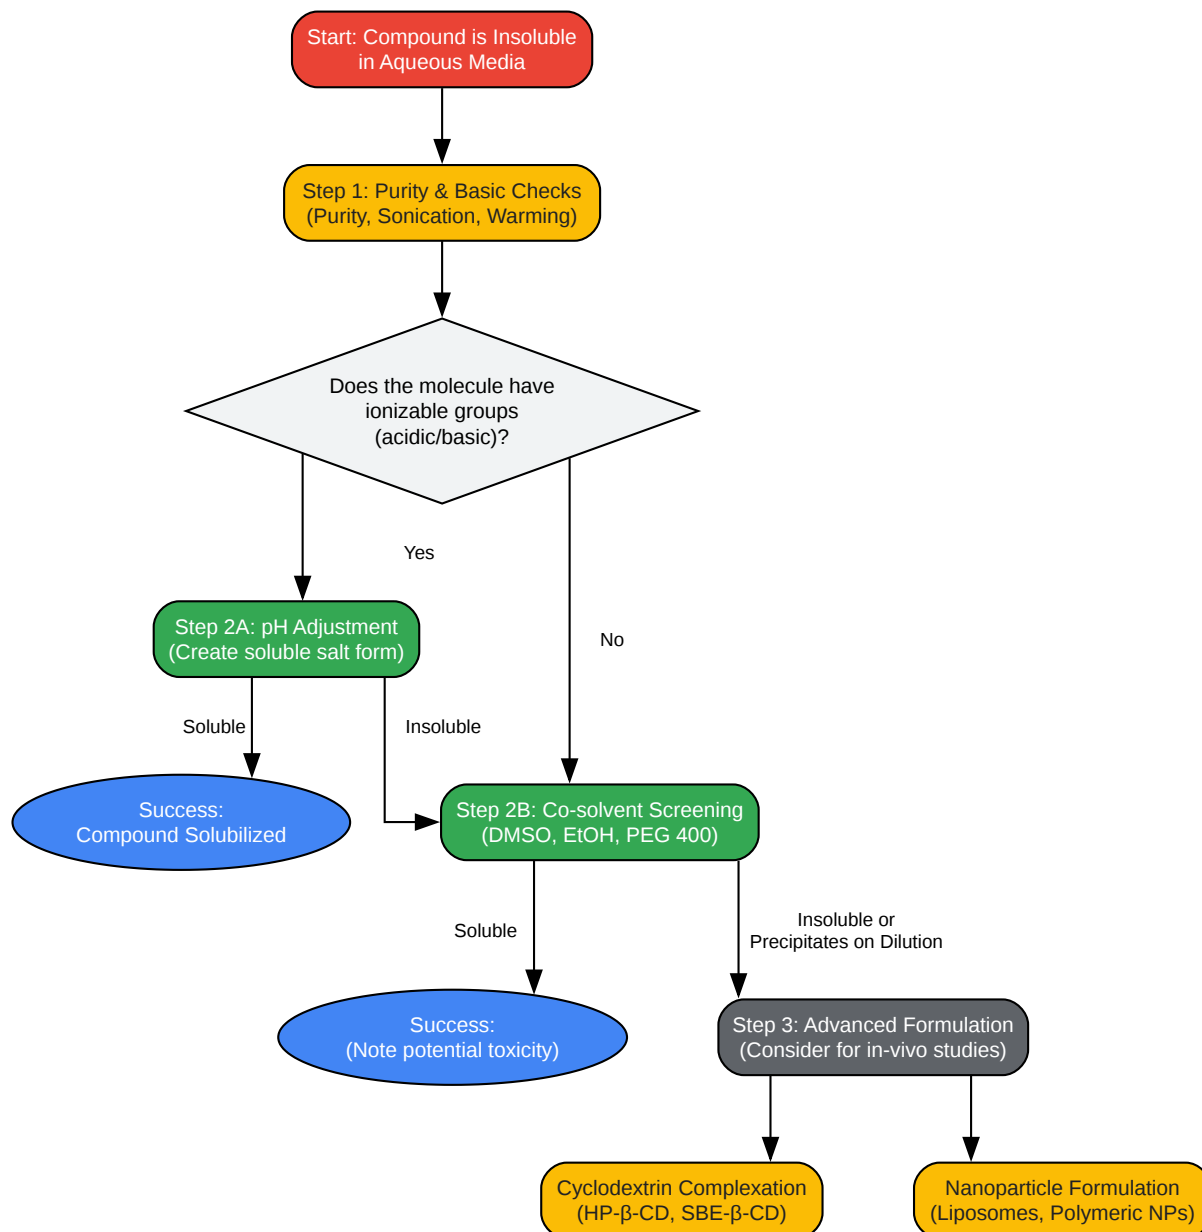 Start: Compound is Insoluble
in Aqueous Media
Step 1: Purity & Basic Checks
(Purity, Sonication, Warming)
Does the molecule have
ionizable groups
(acidic/basic)?
Yes
No
Step 2A: pH Adjustment
(Create soluble salt form)
Soluble
Insoluble
Success:
Compound Solubilized
Step 2B: Co-solvent Screening
(DMSO, EtOH, PEG 400)
Soluble
Insoluble or
Precipitates on Dilution
Success:
(Note potential toxicity)
Step 3: Advanced Formulation
(Consider for in-vivo studies)
Cyclodextrin Complexation
(HP-β-CD, SBE-β-CD)
Nanoparticle Formulation
(Liposomes, Polymeric NPs)